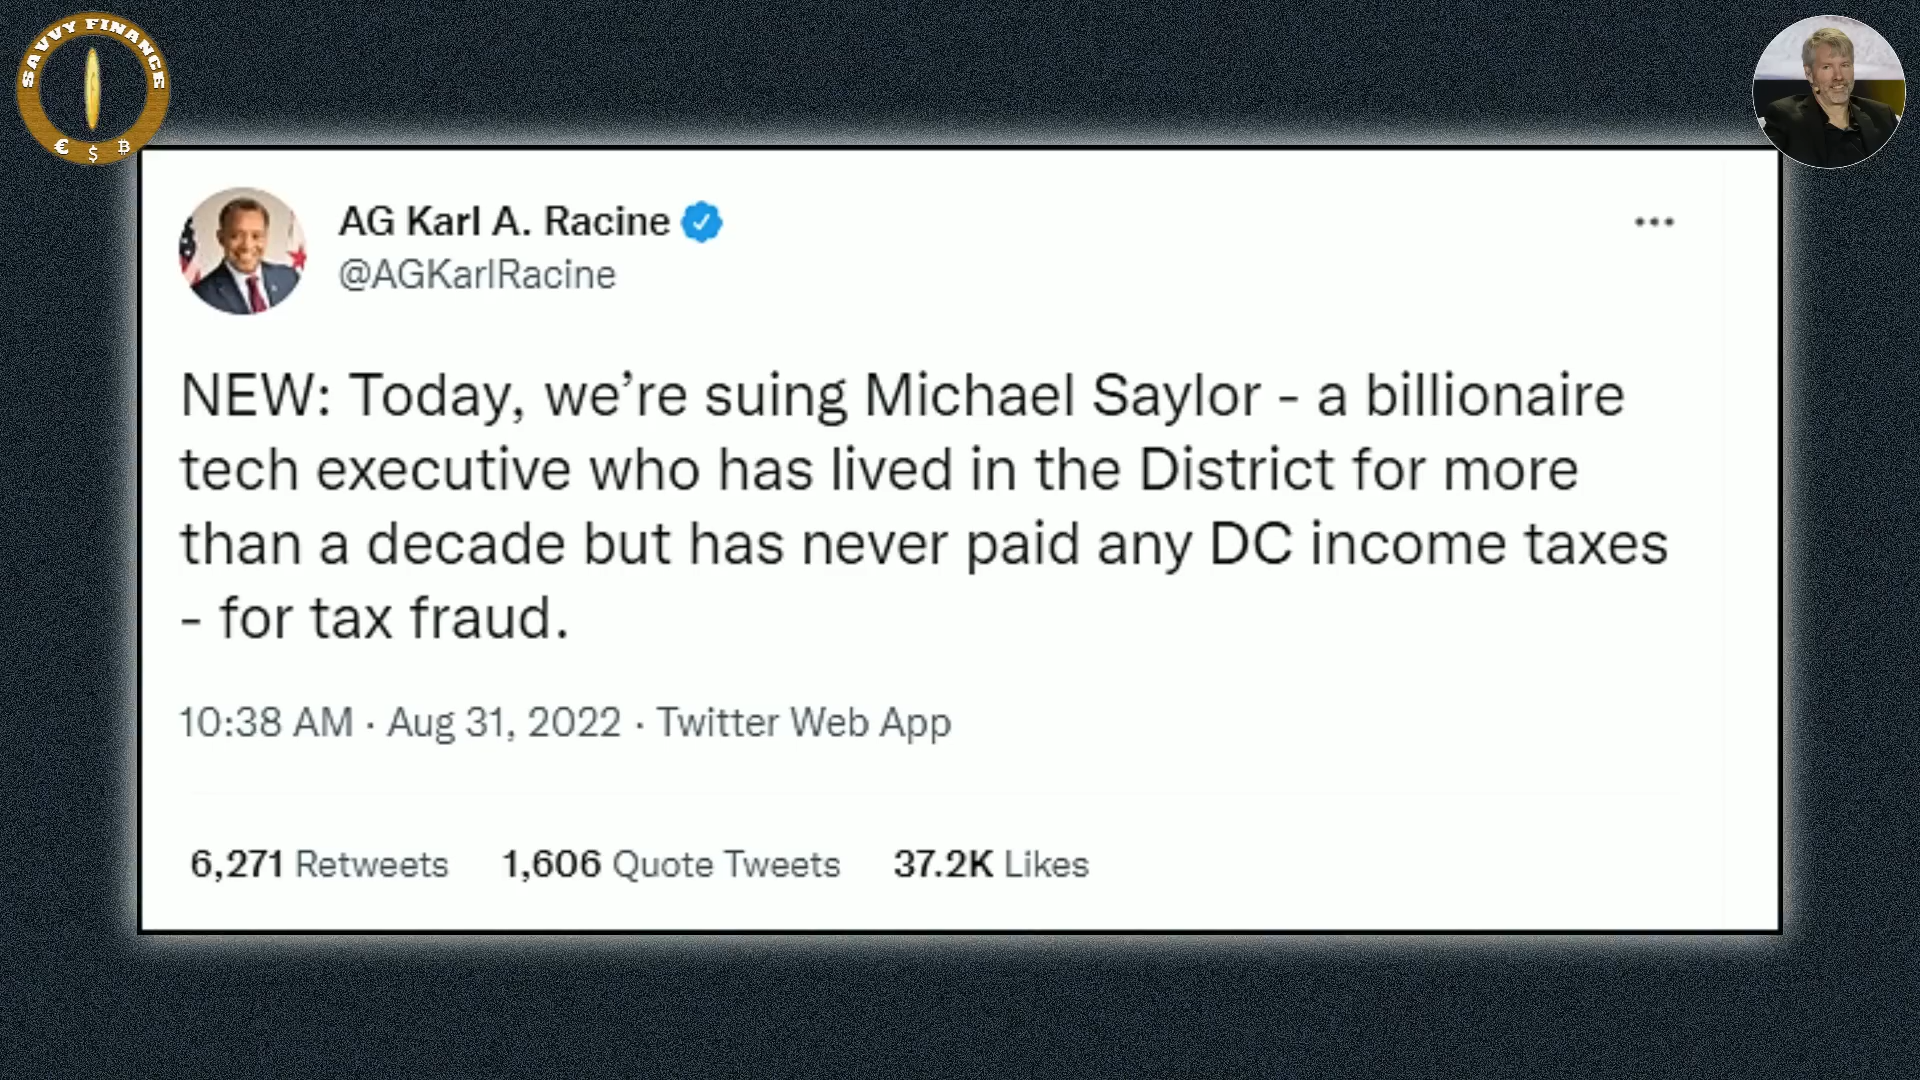 SAVVY FINANCE
€ $ ₿
AG Karl A. Racine
@AGKarlRacine
NEW: Today, we’re suing Michael Saylor - a billionaire
tech executive who has lived in the District for more
than a decade but has never paid any DC income taxes
- for tax fraud.
10:38 AM · Aug 31, 2022 · Twitter Web App
6,271 Retweets 1,606 Quote Tweets 37.2K Likes